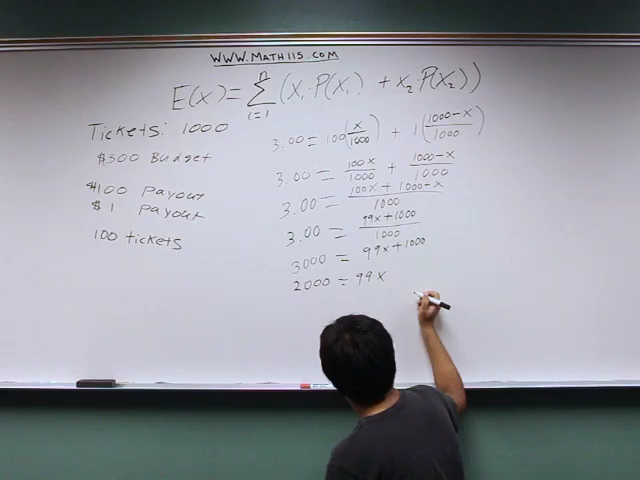 WWW.MATH115.COM
E(X)=∑ⁿᵢ₌₁(X₁·P(X₁) + X₂·P(X₂))
Tickets: 1000
$300 Budget
$100 Payout
$1 Payout
100 tickets
3.00 = 100(X/1000) + 1(1000-X/1000)
3.00 = 100X/1000 + 1000-X/1000
3.00 = 100X + 1000-X/1000
3.00 = 99X+1000/1000
3000 = 99X+1000
2000 = 99X